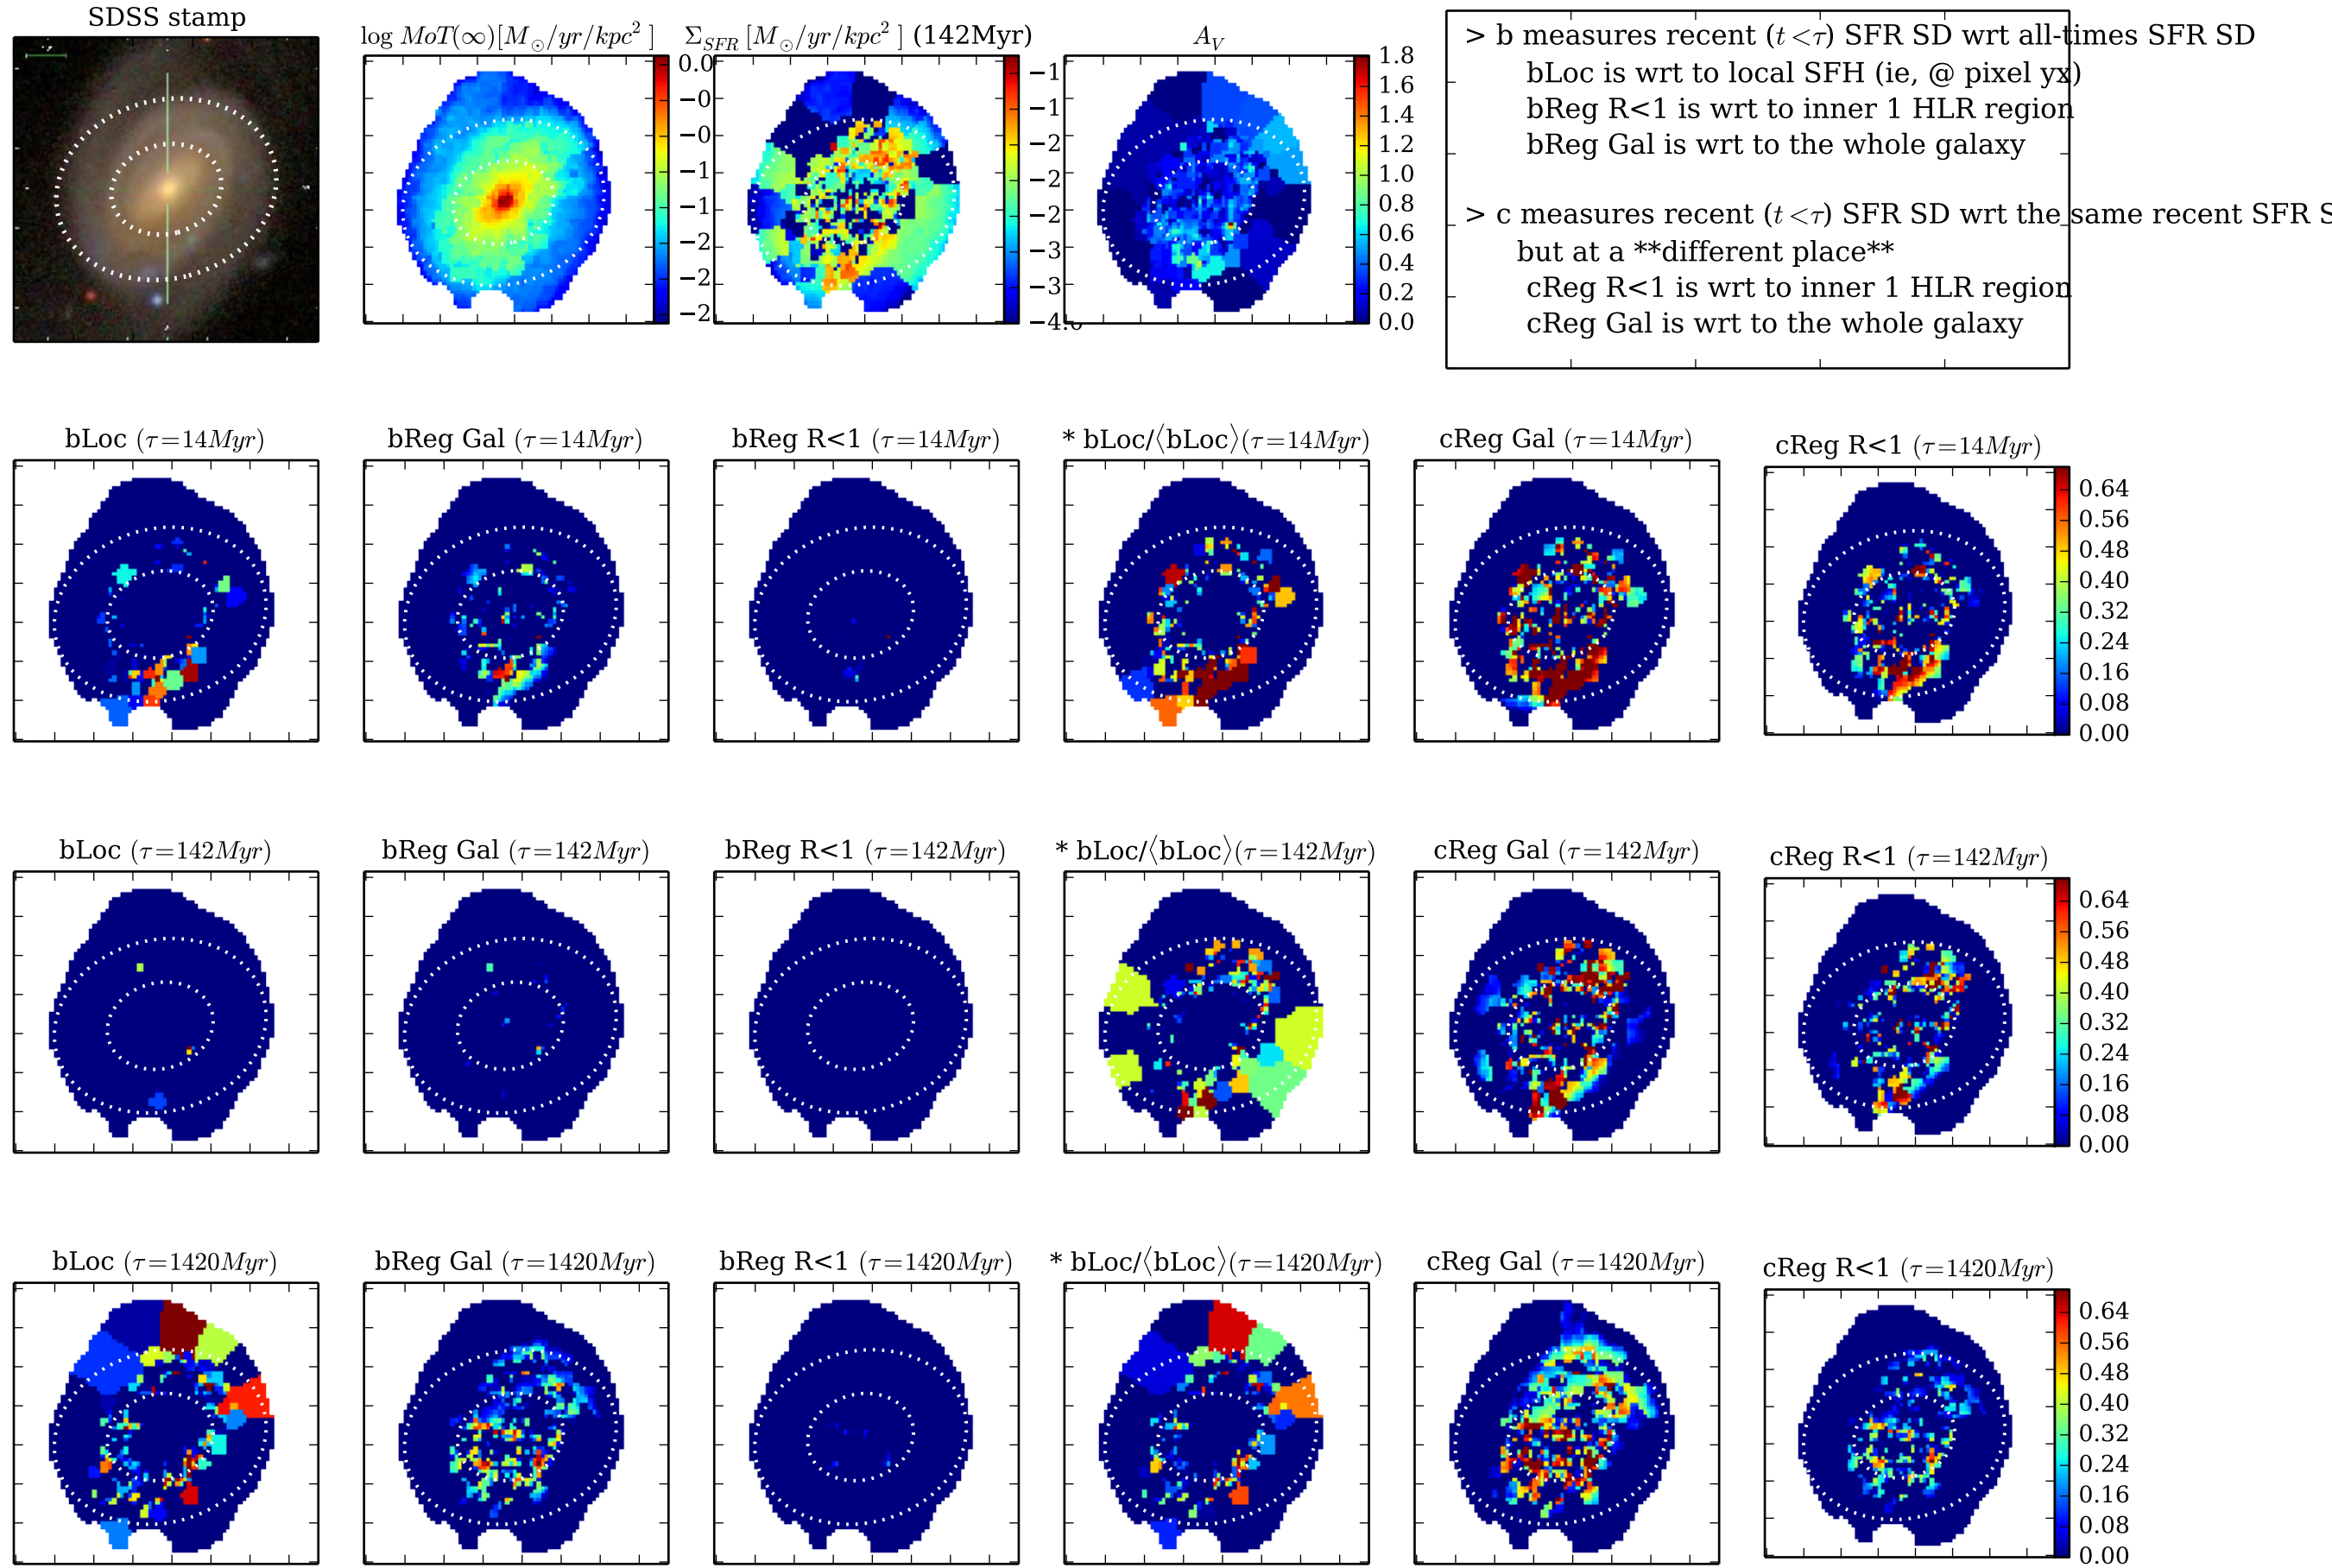 SDSS stamp
log MoT(∞)[M⊙/yr/kpc²]
Σ_SFR [M⊙/yr/kpc²] (142Myr)
A_V
0.0
−0
−0
−1
−1
−2
−2
−2
−1
−1
−2
−2
−2
−3
−3
−4.0
1.8
1.6
1.4
1.2
1.0
0.8
0.6
0.4
0.2
0.0
> b measures recent (t<τ) SFR SD wrt all-times SFR SD
bLoc is wrt to local SFH (ie, @ pixel yx)
bReg R<1 is wrt to inner 1 HLR region
bReg Gal is wrt to the whole galaxy
> c measures recent (t<τ) SFR SD wrt the same recent SFR S
but at a **different place**
cReg R<1 is wrt to inner 1 HLR region
cReg Gal is wrt to the whole galaxy
bLoc (τ=14Myr)
bReg Gal (τ=14Myr)
bReg R<1 (τ=14Myr)
* bLoc/⟨bLoc⟩(τ=14Myr)
cReg Gal (τ=14Myr)
cReg R<1 (τ=14Myr)
0.64
0.56
0.48
0.40
0.32
0.24
0.16
0.08
0.00
bLoc (τ=142Myr)
bReg Gal (τ=142Myr)
bReg R<1 (τ=142Myr)
* bLoc/⟨bLoc⟩(τ=142Myr)
cReg Gal (τ=142Myr)
cReg R<1 (τ=142Myr)
0.64
0.56
0.48
0.40
0.32
0.24
0.16
0.08
0.00
bLoc (τ=1420Myr)
bReg Gal (τ=1420Myr)
bReg R<1 (τ=1420Myr)
* bLoc/⟨bLoc⟩(τ=1420Myr)
cReg Gal (τ=1420Myr)
cReg R<1 (τ=1420Myr)
0.64
0.56
0.48
0.40
0.32
0.24
0.16
0.08
0.00